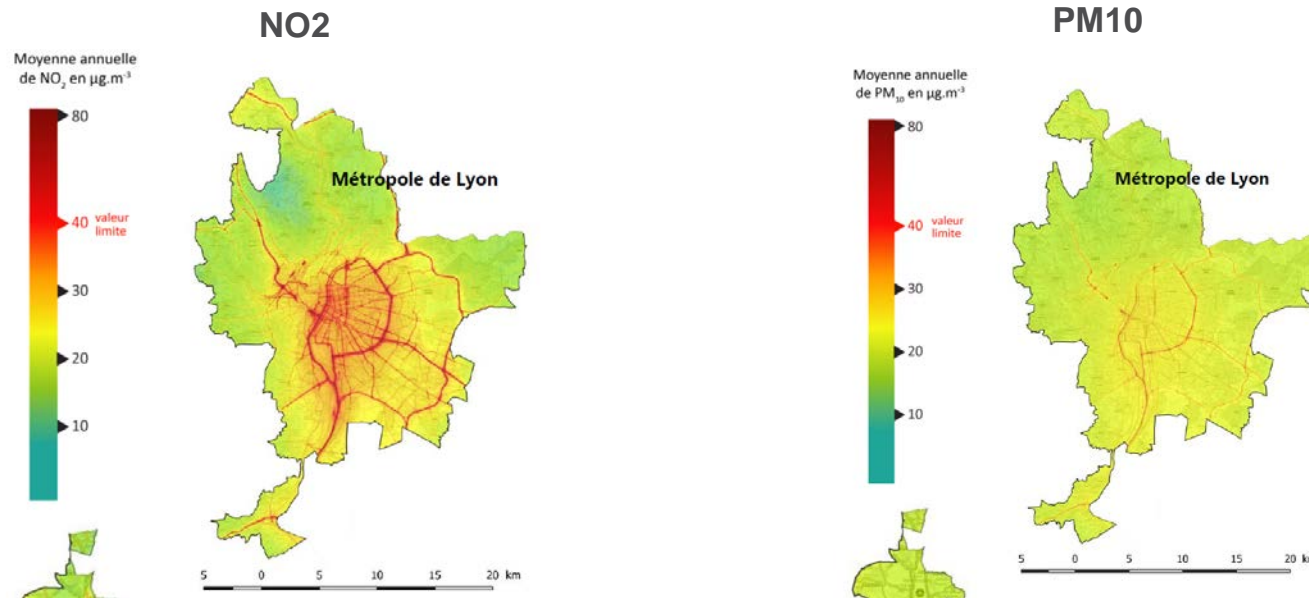 NO2
Moyenne annuelle
de NO₂ en µg.m⁻³
80
40 valeur
limite
30
20
10
Métropole de Lyon
5 0 5 10 15 20 km
PM10
Moyenne annuelle
de PM₁₀ en µg.m⁻³
80
40 valeur
limite
30
20
10
Métropole de Lyon
5 0 5 10 15 20 km